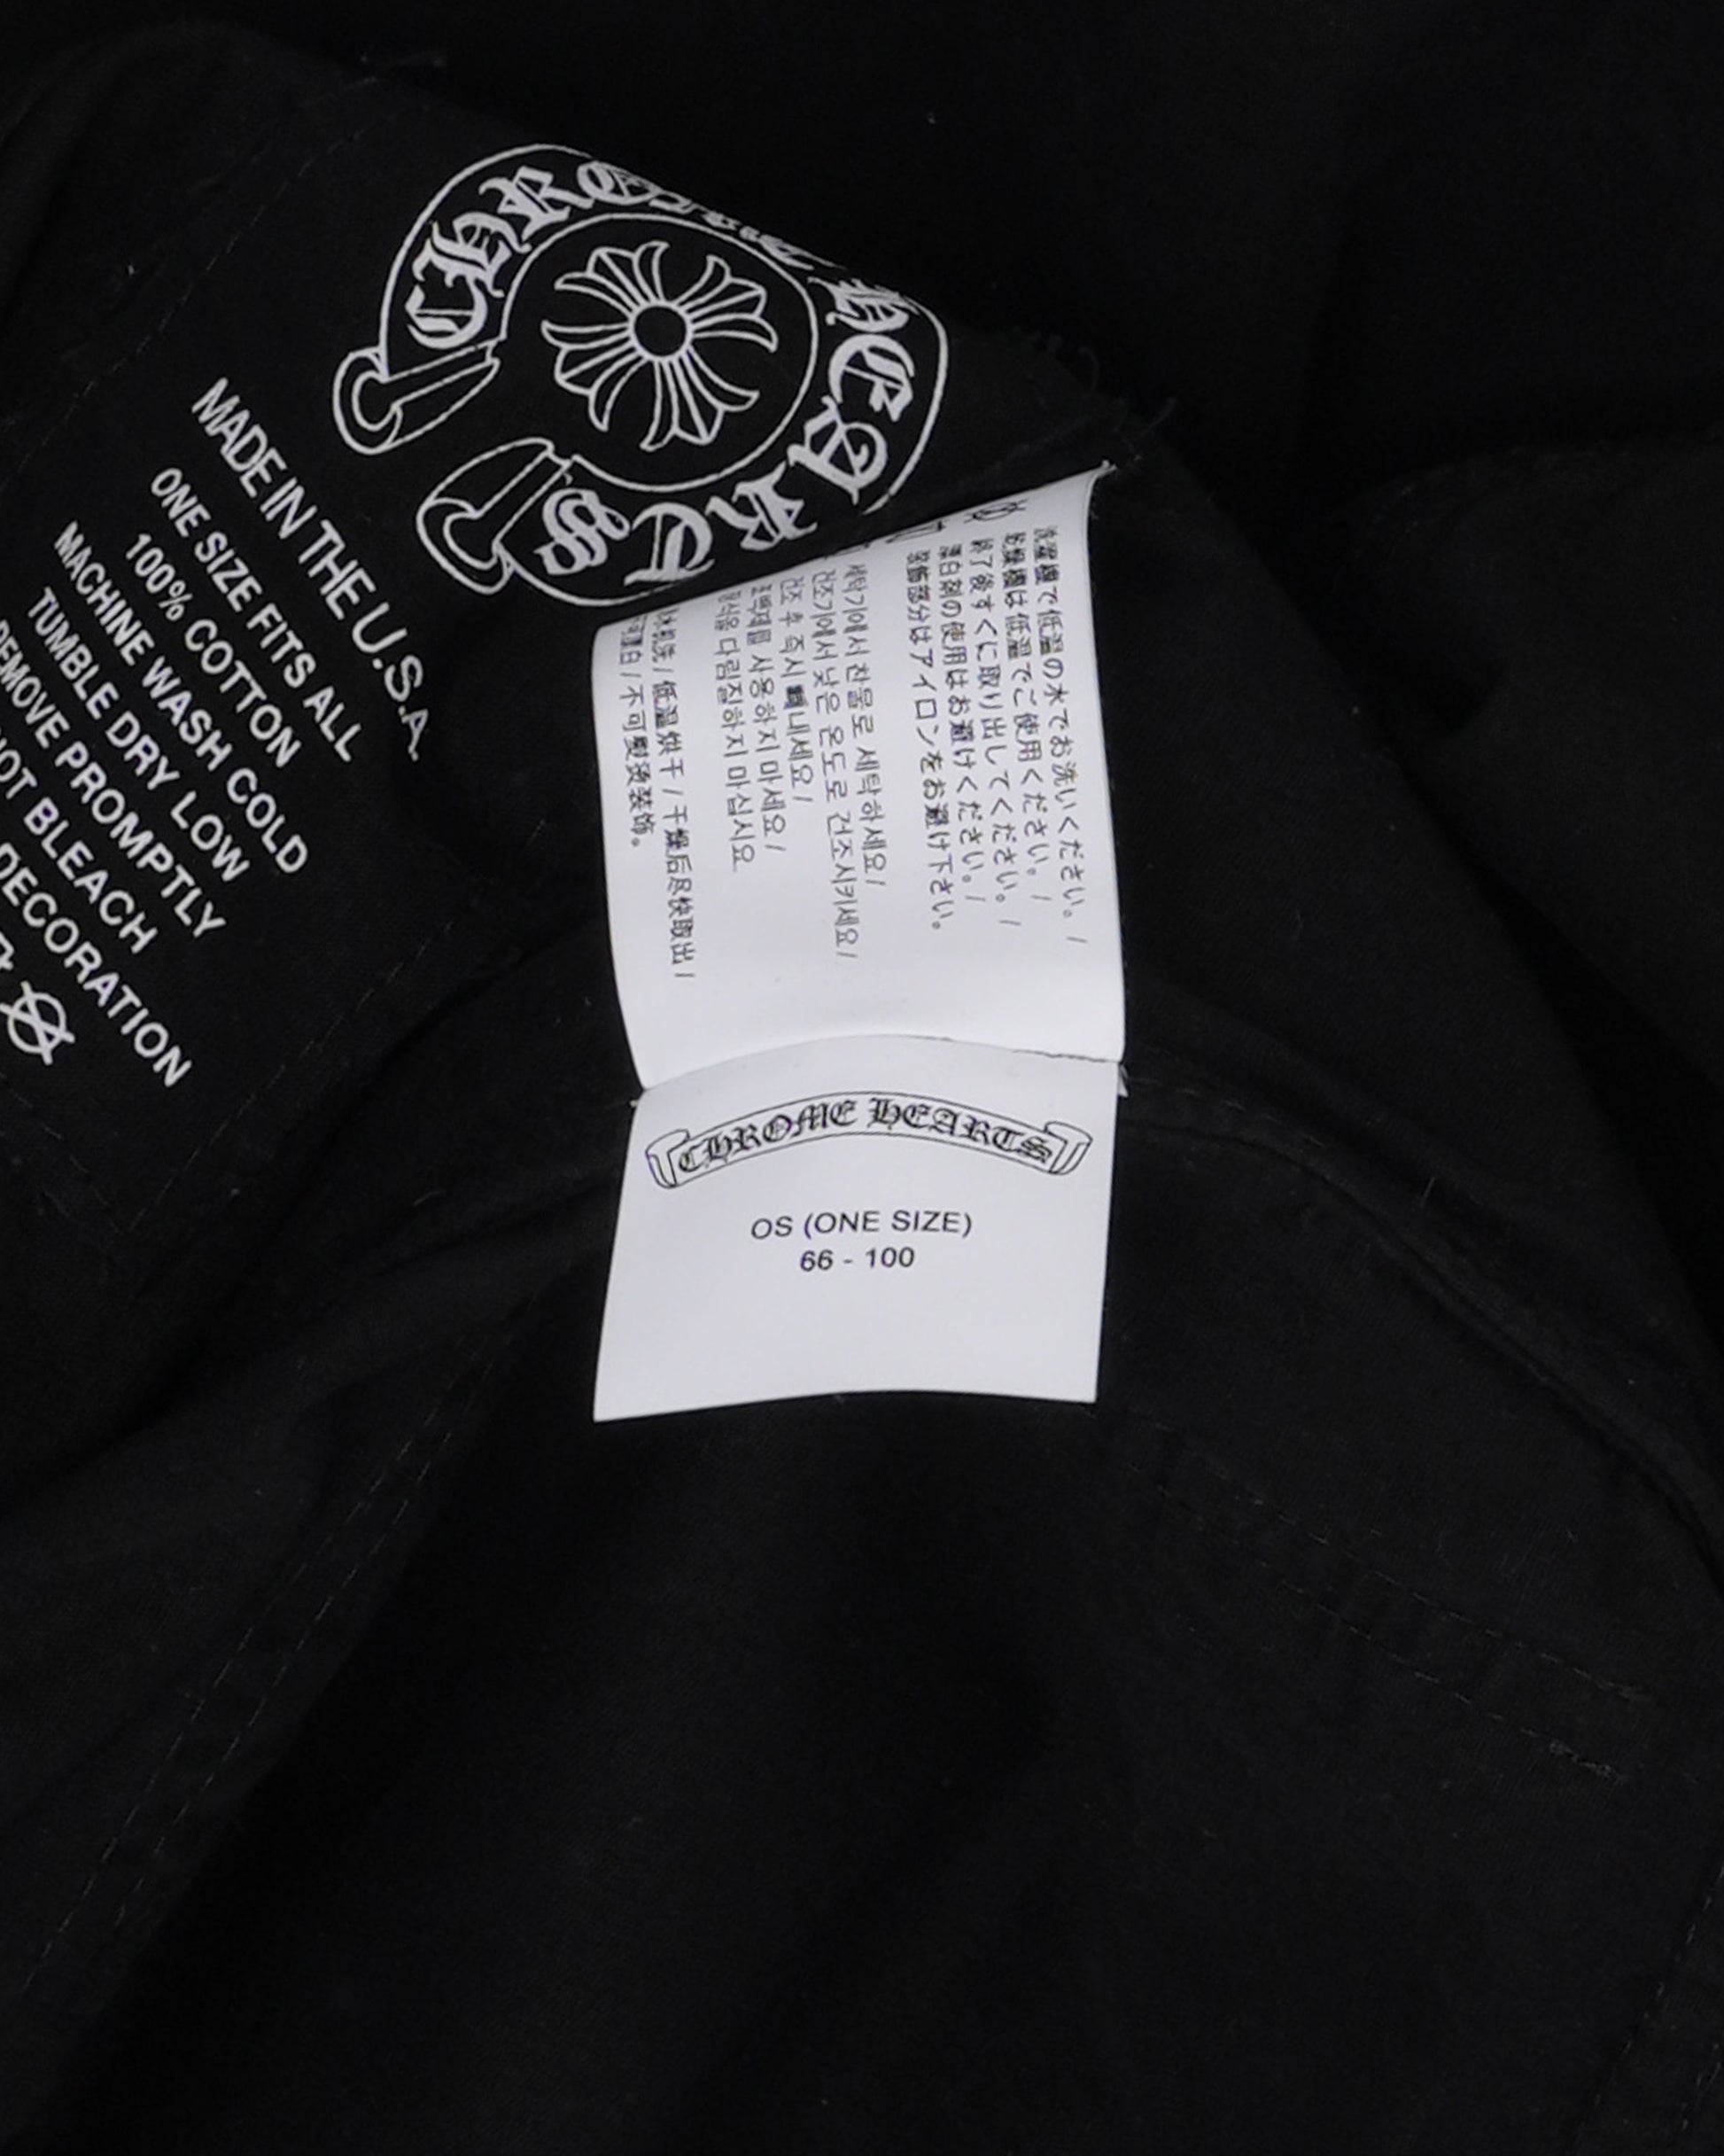 CHROME HEARTS
MADE IN THE U.S.A.
ONE SIZE FITS ALL
100% COTTON
MACHINE WASH COLD
TUMBLE DRY LOW
REMOVE PROMPTLY
NOT BLEACH
DECORATION
洗濯機で低温の水でお洗いください。/
乾燥機は低温でご使用ください。/
終了後すぐに取り出してください。/
漂白剤の使用はお避けください。/
装飾部分はアイロンをお避け下さい。
세탁기에서 찬물로 세탁하세요/
건조기에서 낮은 온도로 건조시키세요/
건조 후 즉시 꺼내세요/
표백제를 사용하지 마세요/
장식을 다림질하지 마십시요
冰机洗 / 低温烘干 / 干燥后尽快取出 /
可漂白 / 不可熨烫装饰。
CHROME HEARTS
OS (ONE SIZE)
66 - 100